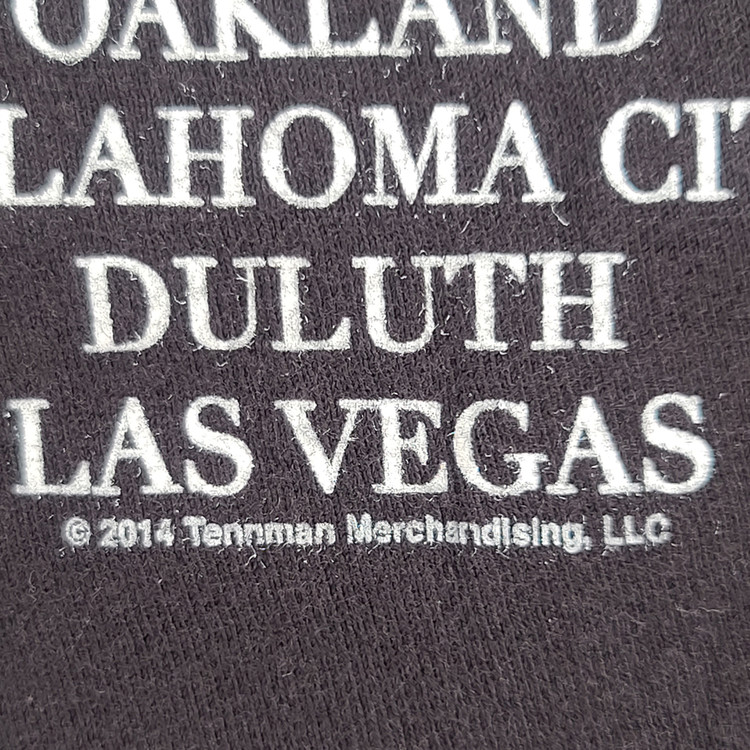 OAKLAND
LAHOMA CIT
DULUTH
LAS VEGAS
© 2014 Tennman Merchandising, LLC